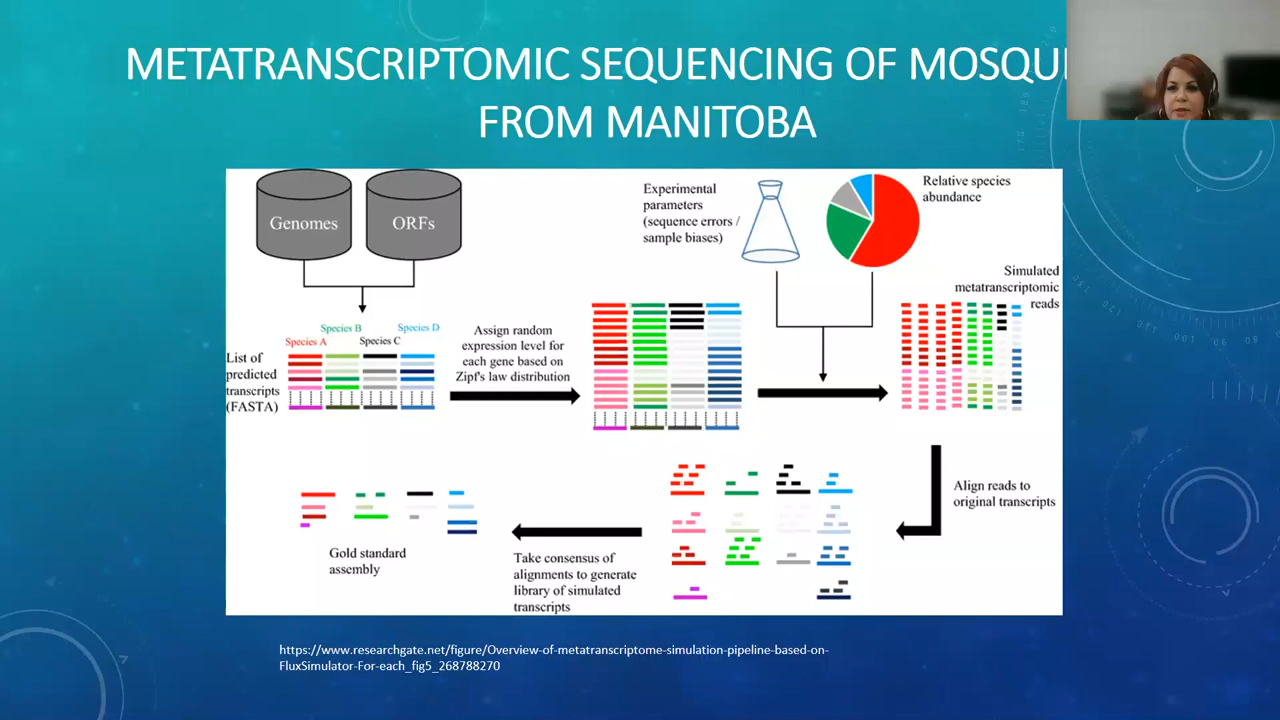 METATRANSCRIPTOMIC SEQUENCING OF
FROM MANITOBA
Genomes
ORFs
Experimental
parameters
(sequence errors /
sample biases)
Relative species
abundance
Simulated
metatranscriptomic
reads
Species B
Species D
Species A
Species C
List of
predicted
transcripts
(FASTA)
Assign random
expression level for
each gene based on
Zipf's law distribution
Align reads to
original transcripts
Gold standard
assembly
Take consensus of
alignments to generate
library of simulated
transcripts
https://www.researchgate.net/figure/Overview-of-metatranscriptome-simulation-pipeline-based-on-
FluxSimulator-For-each_fig5_268788270